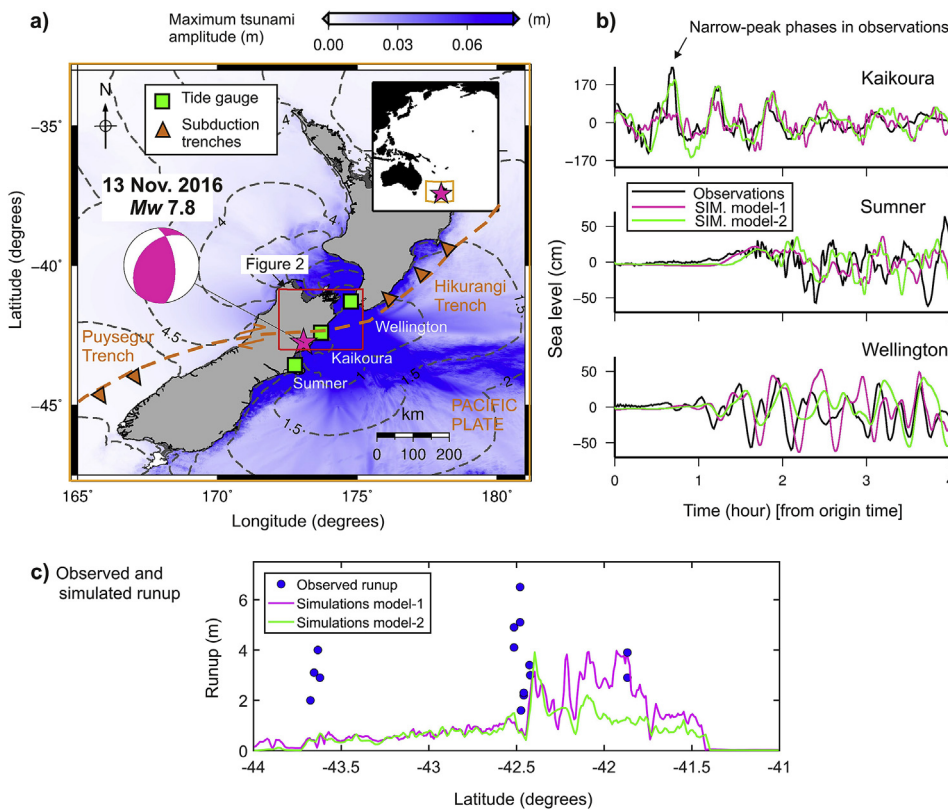 a)
Maximum tsunami
amplitude (m)
(m)
0.00
0.03
0.06
N
Tide gauge
Subduction
trenches
13 Nov. 2016
Mw 7.8
Figure 2
Hikurangi
Trench
Puysegur
Trench
Wellington
Kaikoura
Sumner
PACIFIC
PLATE
km
0 100 200
4
4
4.5
1.5
1.5
1
2
−35
−40
−45
165°
170°
175°
180°
Latitude (degrees)
Longitude (degrees)
b)
Narrow-peak phases in observations
Kaikoura
170
0
−170
Observations
SIM. model-1
SIM. model-2
Sumner
50
0
−50
Wellington
50
0
−50
Sea level (cm)
0
1
2
3
4
Time (hour) [from origin time]
c)
Observed and
simulated runup
Observed runup
Simulations model-1
Simulations model-2
Runup (m)
6
4
2
0
-44
-43.5
-43
-42.5
-42
-41.5
-41
Latitude (degrees)